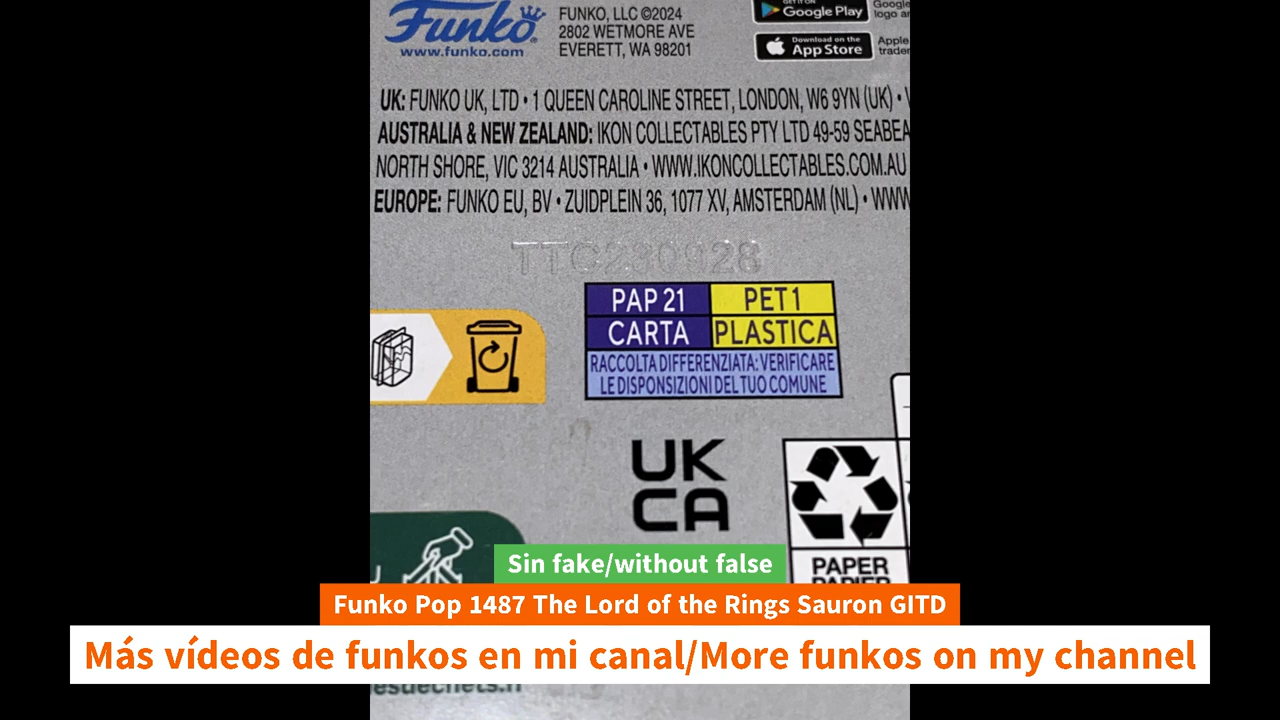 Funko
www.funko.com
FUNKO, LLC ©2024
2802 WETMORE AVE
EVERETT, WA 98201
Google Play
Google
logo
Download on the
App Store
Apple
UK: FUNKO UK, LTD • 1 QUEEN CAROLINE STREET, LONDON, W6 9YN (UK) •
AUSTRALIA & NEW ZEALAND: IKON COLLECTABLES PTY LTD 49-59 SEABEA
NORTH SHORE, VIC 3214 AUSTRALIA • WWW.IKONCOLLECTABLES.COM.AU
EUROPE: FUNKO EU, BV • ZUIDPLEIN 36, 1077 XV, AMSTERDAM (NL) • WWW
TTC230928
PAP 21
PET 1
CARTA
PLASTICA
RACCOLTA DIFFERENZIATA: VERIFICARE
LE DISPONSIZIONI DEL TUO COMUNE
UK
CA
PAPER
Sin fake/without false
Funko Pop 1487 The Lord of the Rings Sauron GITD
Más vídeos de funkos en mi canal/More funkos on my channel